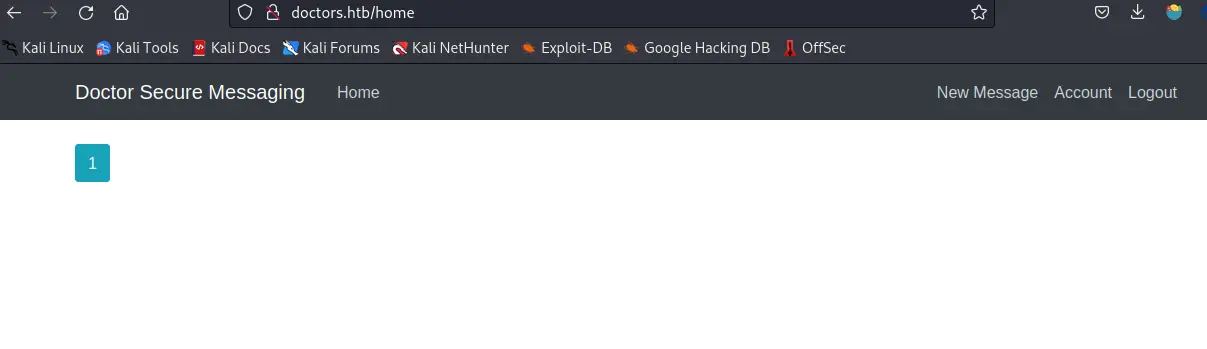 doctors.htb/home
Kali Linux Kali Tools Kali Docs Kali Forums Kali NetHunter Exploit-DB Google Hacking DB OffSec
Doctor Secure Messaging Home New Message Account Logout
1